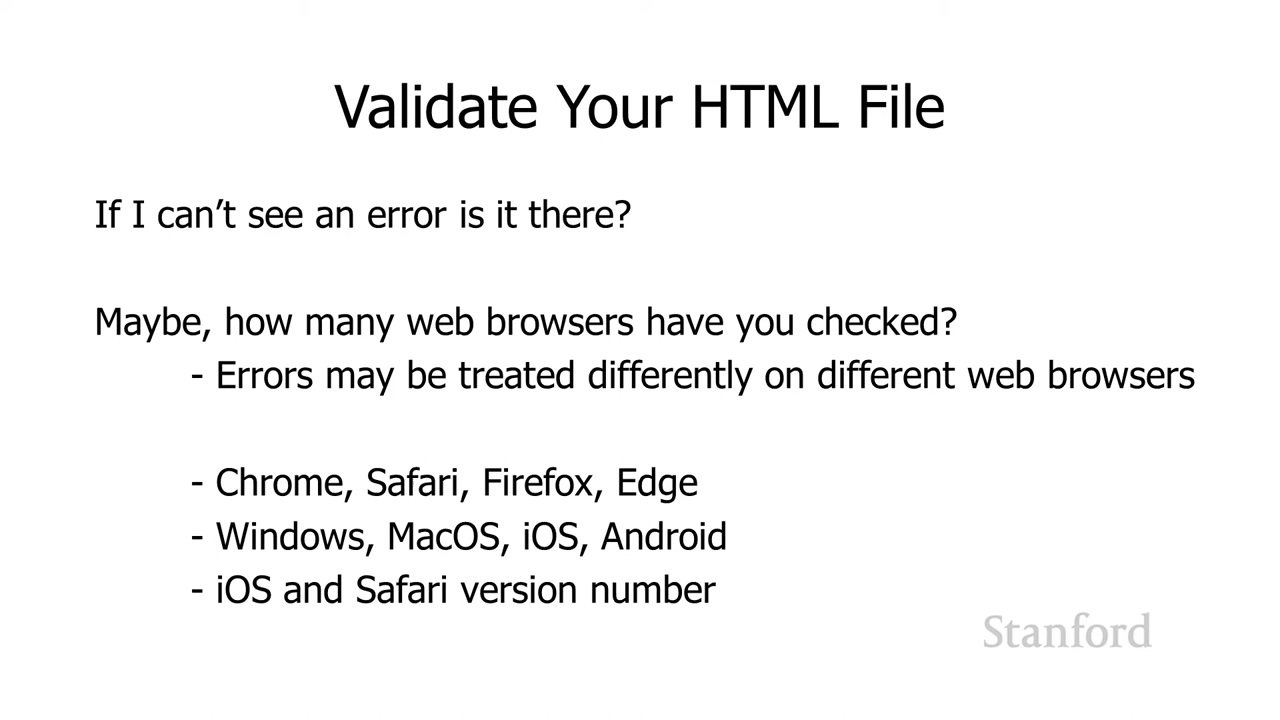 Validate Your HTML File
If I can’t see an error is it there?
Maybe, how many web browsers have you checked?
- Errors may be treated differently on different web browsers
- Chrome, Safari, Firefox, Edge
- Windows, MacOS, iOS, Android
- iOS and Safari version number
Stanford